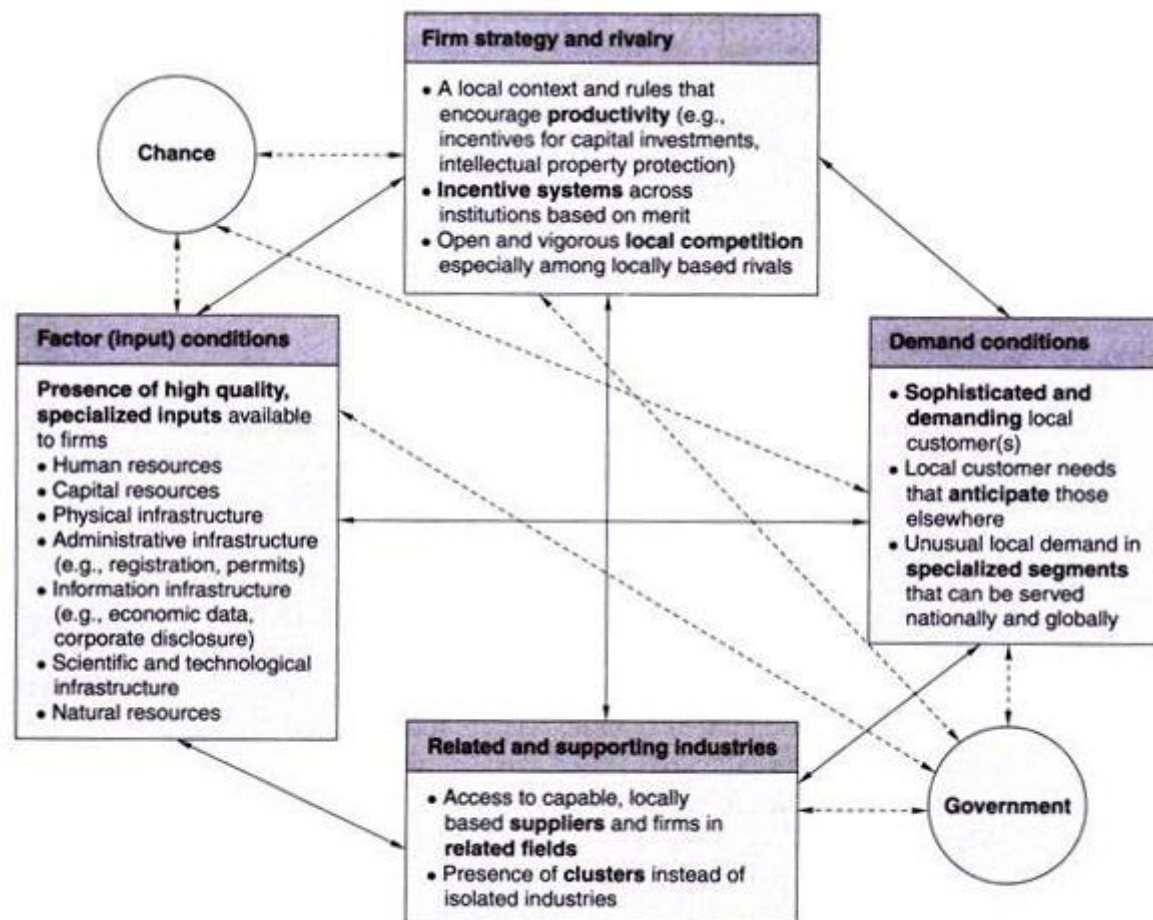 Firm strategy and rivalry
• A local context and rules that
encourage productivity (e.g.,
incentives for capital investments,
intellectual property protection)
• Incentive systems across
institutions based on merit
• Open and vigorous local competition
especially among locally based rivals
Chance
Factor (input) conditions
Presence of high quality,
specialized inputs available
to firms
• Human resources
• Capital resources
• Physical infrastructure
• Administrative infrastructure
(e.g., registration, permits)
• Information infrastructure
(e.g., economic data,
corporate disclosure)
• Scientific and technological
infrastructure
• Natural resources
Demand conditions
• Sophisticated and
demanding local
customer(s)
• Local customer needs
that anticipate those
elsewhere
• Unusual local demand in
specialized segments
that can be served
nationally and globally
Related and supporting industries
• Access to capable, locally
based suppliers and firms in
related fields
• Presence of clusters instead of
isolated industries
Government